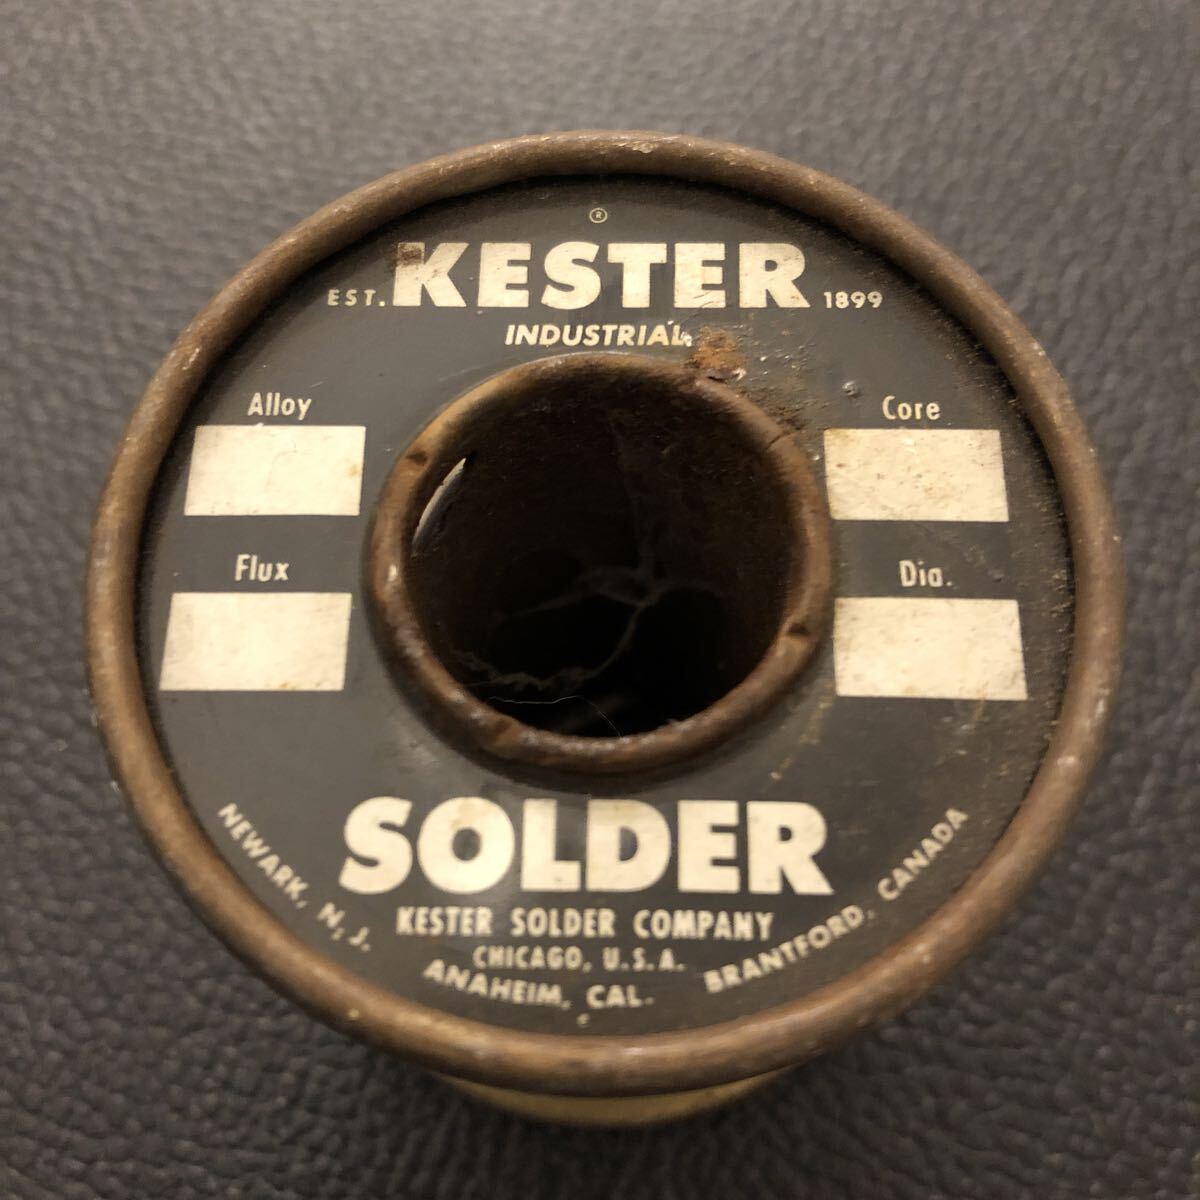 ®
EST. KESTER 1899
INDUSTRIAL
Alloy
Core
Flux
Dia.
SOLDER
KESTER SOLDER COMPANY
CHICAGO, U.S.A.
NEWARK, N. J.
ANAHEIM, CAL.
BRANTFORD, CANADA